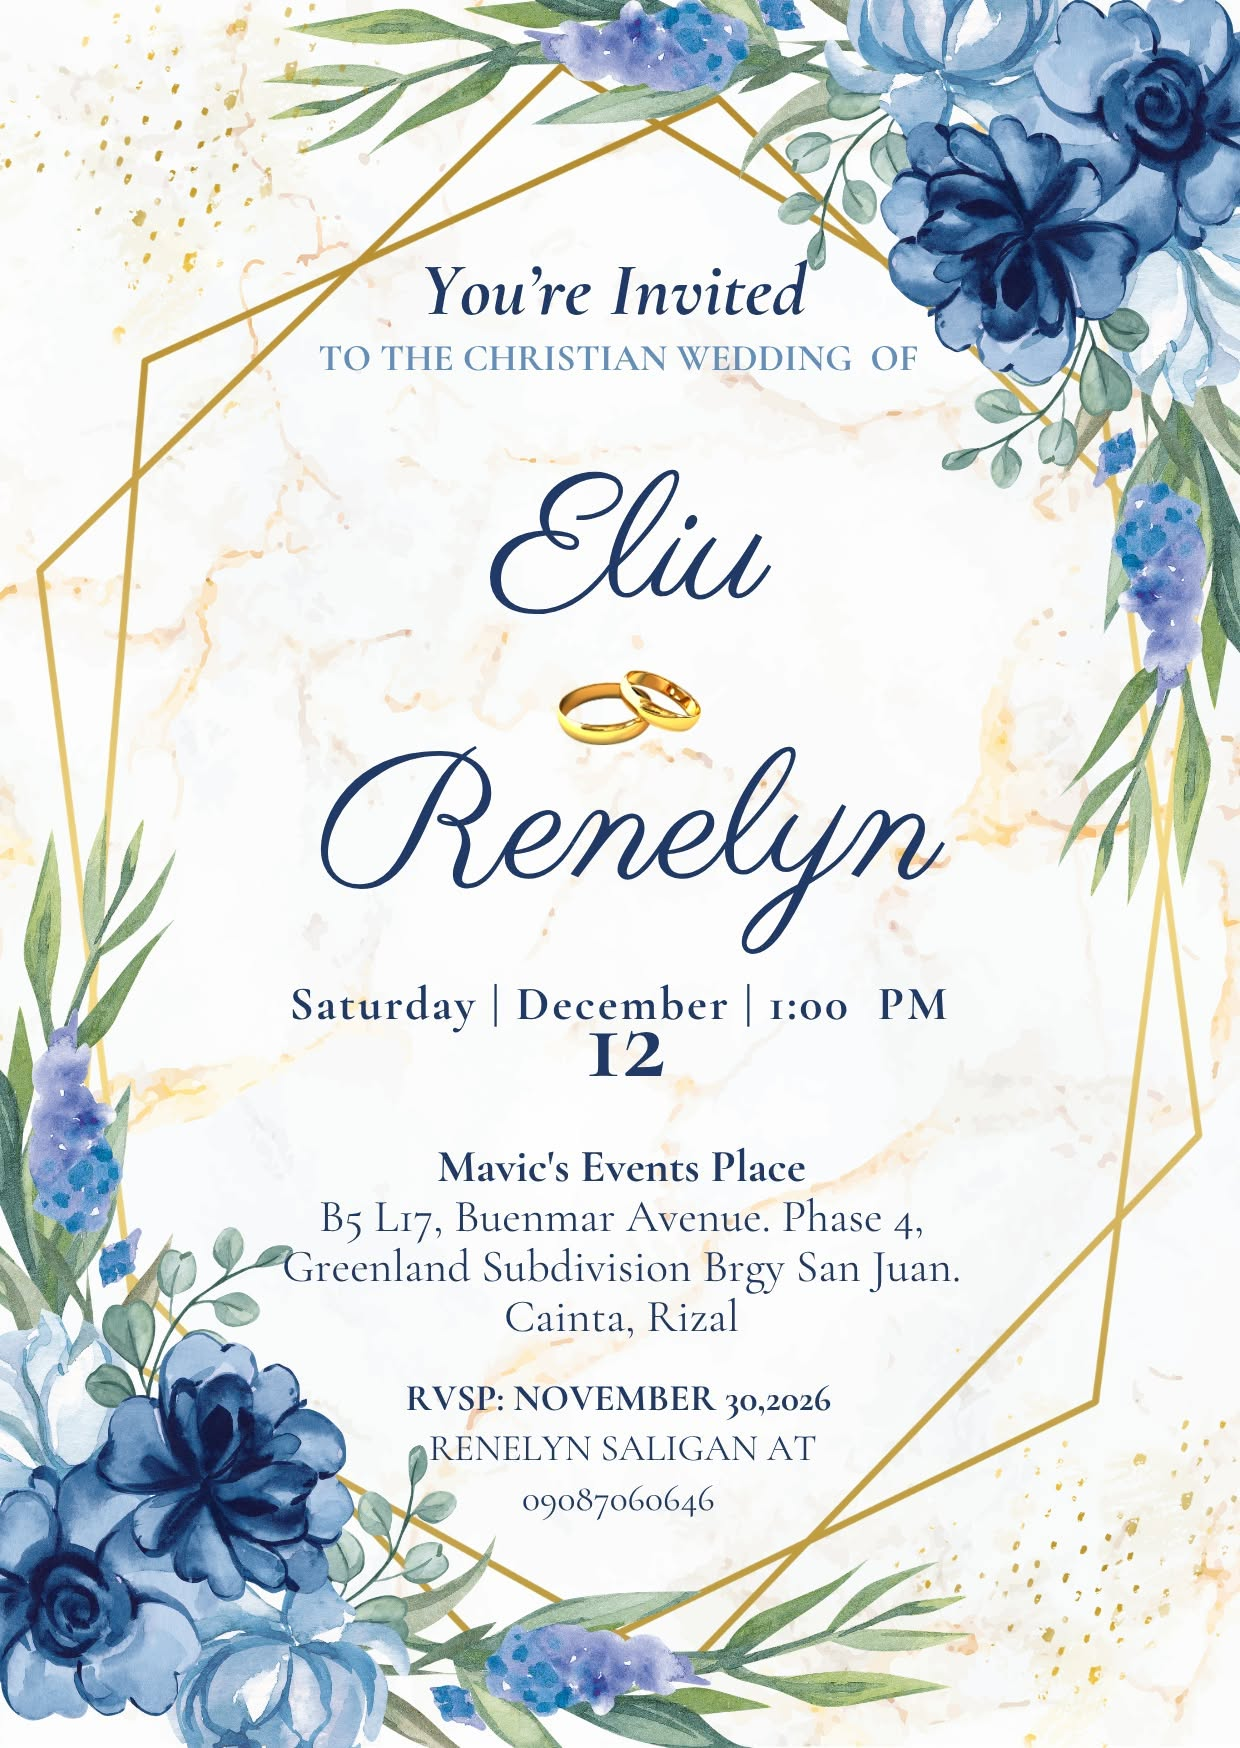 You're Invited
TO THE CHRISTIAN WEDDING OF
Eliu
Renelyn
Saturday | December | 1:00 PM
12
Mavic's Events Place
B5 L17, Buenmar Avenue. Phase 4,
Greenland Subdivision Brgy San Juan.
Cainta, Rizal
RVSP: NOVEMBER 30,2026
RENELYN SALIGAN AT
09087060646